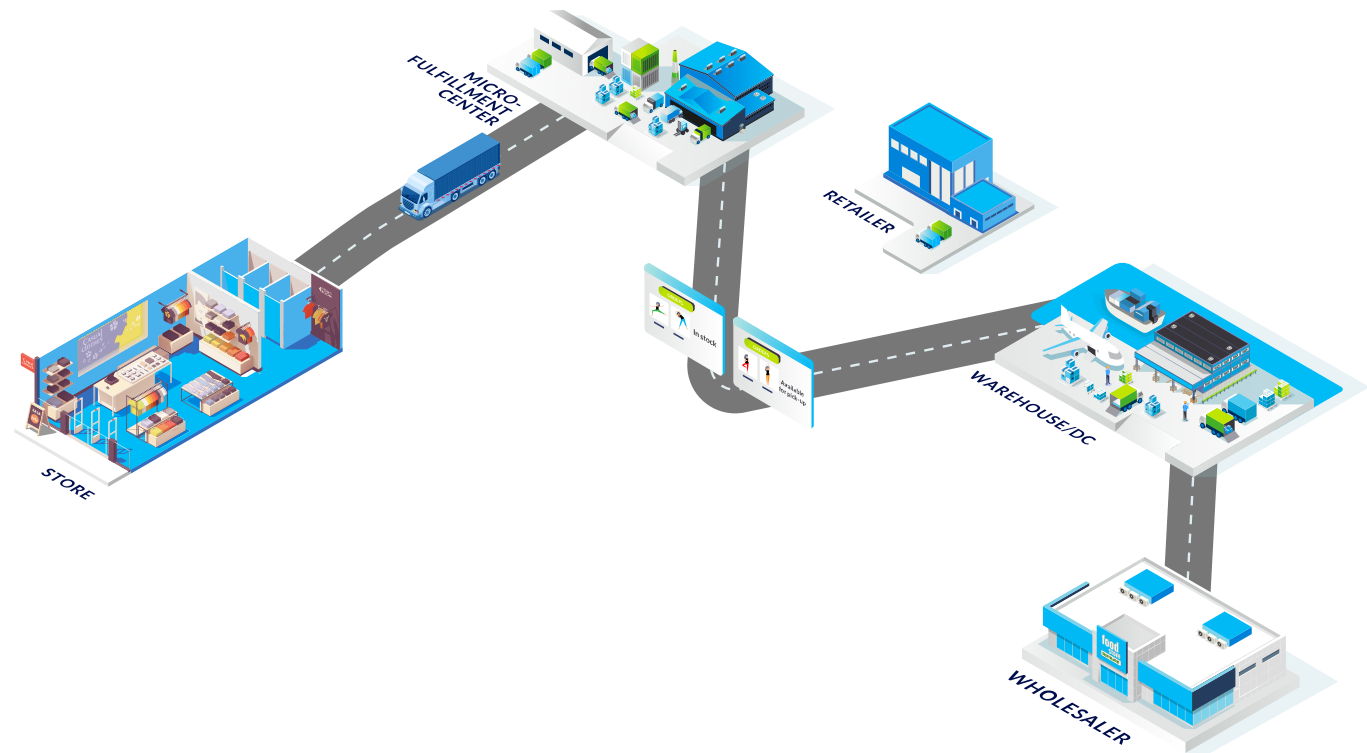 MICRO-
FULFILLMENT
CENTER
RETAILER
In stock
Available
for pick-up
WAREHOUSE/DC
STORE
food
WHOLESALER